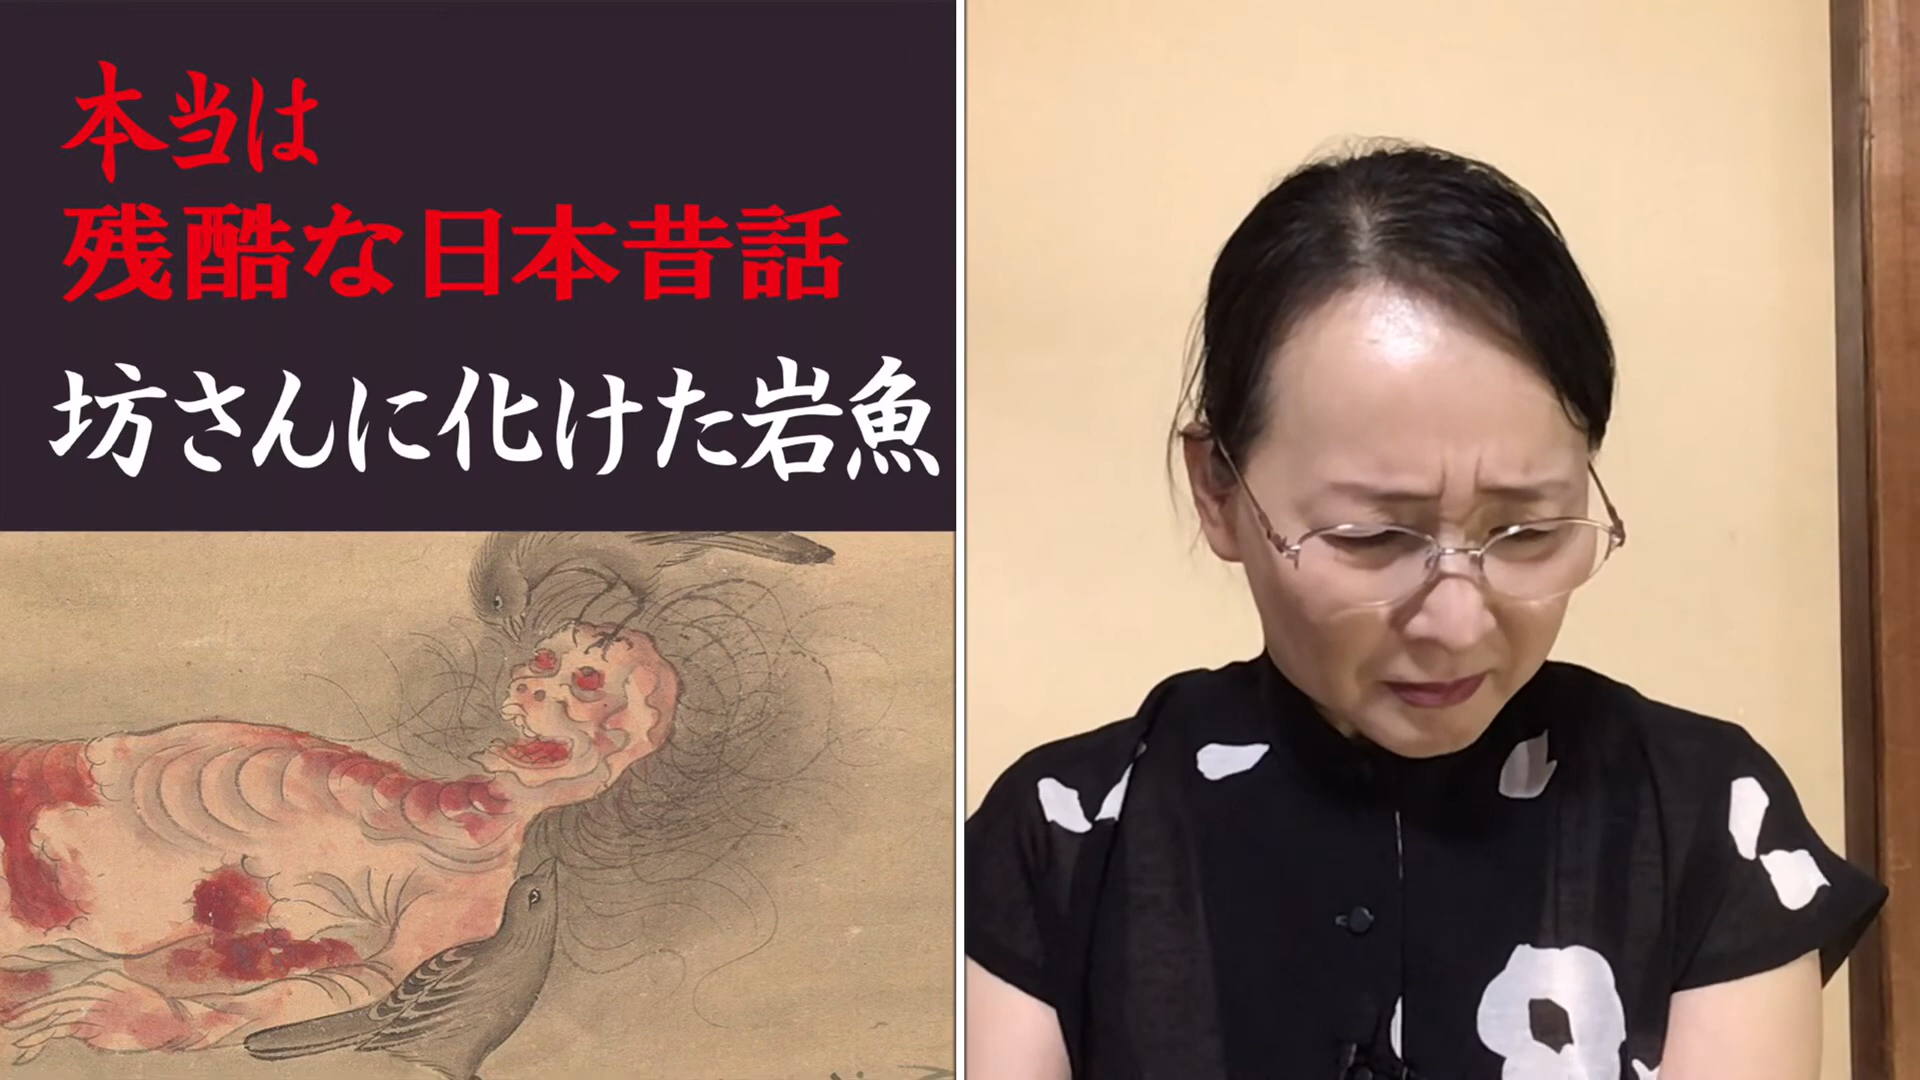 本当は
残酷な日本昔話
坊さんに化けた岩魚